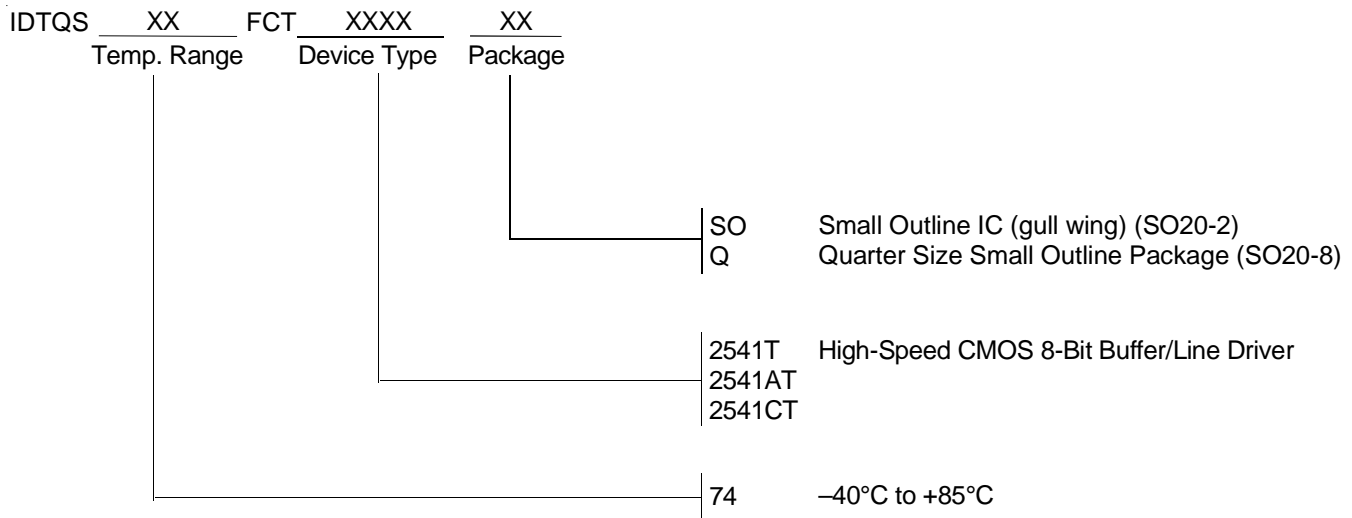 IDTQS XX FCT XXXX XX
Temp. Range Device Type Package
SO Small Outline IC (gull wing) (SO20-2)
Q Quarter Size Small Outline Package (SO20-8)
2541T High-Speed CMOS 8-Bit Buffer/Line Driver
2541AT
2541CT
74 –40°C to +85°C